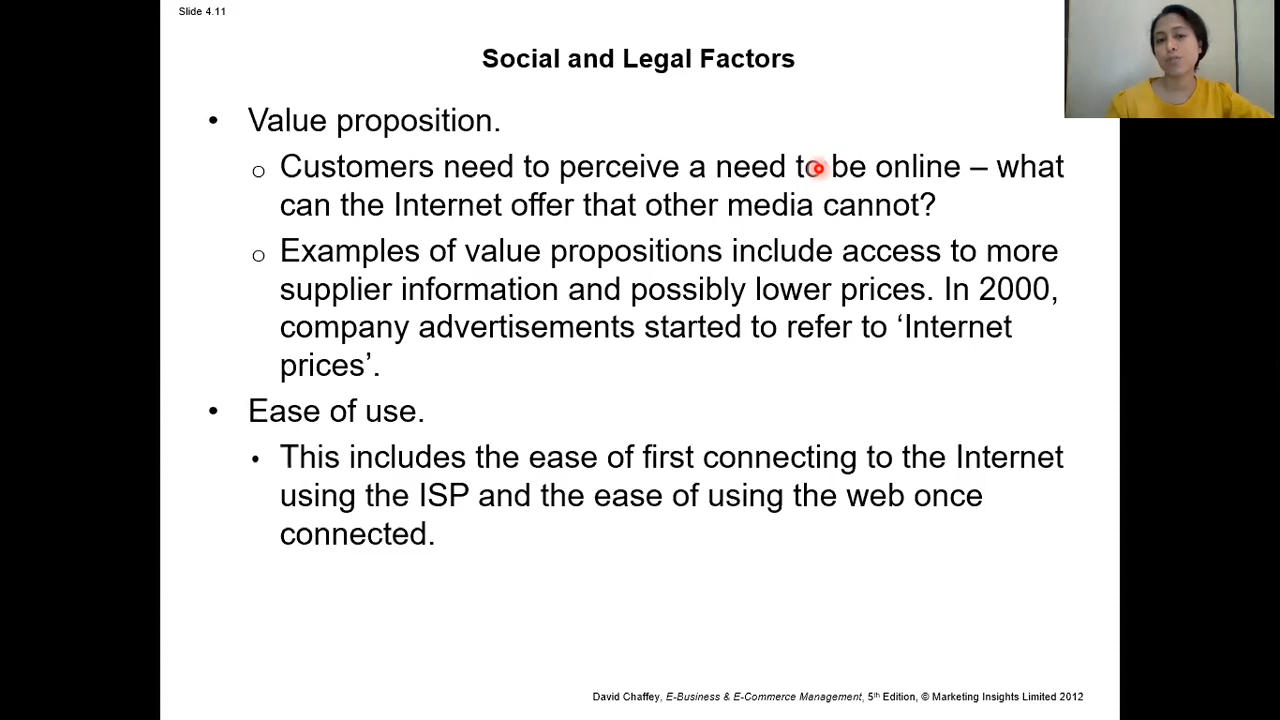 Slide 4.11
Social and Legal Factors
• Value proposition.
o Customers need to perceive a need to be online – what
can the Internet offer that other media cannot?
o Examples of value propositions include access to more
supplier information and possibly lower prices. In 2000,
company advertisements started to refer to ‘Internet
prices’.
• Ease of use.
• This includes the ease of first connecting to the Internet
using the ISP and the ease of using the web once
connected.
David Chaffey, E-Business & E-Commerce Management, 5th Edition, © Marketing Insights Limited 2012